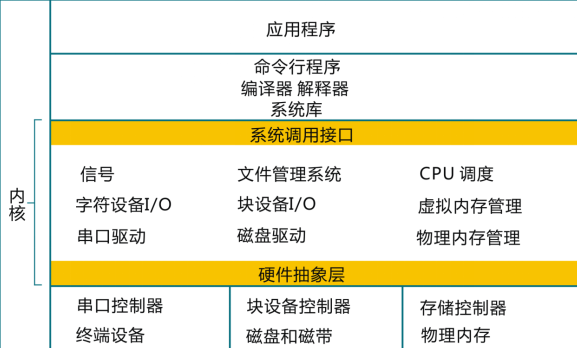 应用程序
命令行程序
编译器 解释器
系统库
系统调用接口
内核
信号 文件管理系统 CPU 调度
字符设备I/O 块设备I/O 虚拟内存管理
串口驱动 磁盘驱动 物理内存管理
硬件抽象层
串口控制器 块设备控制器 存储控制器
终端设备 磁盘和磁带 物理内存